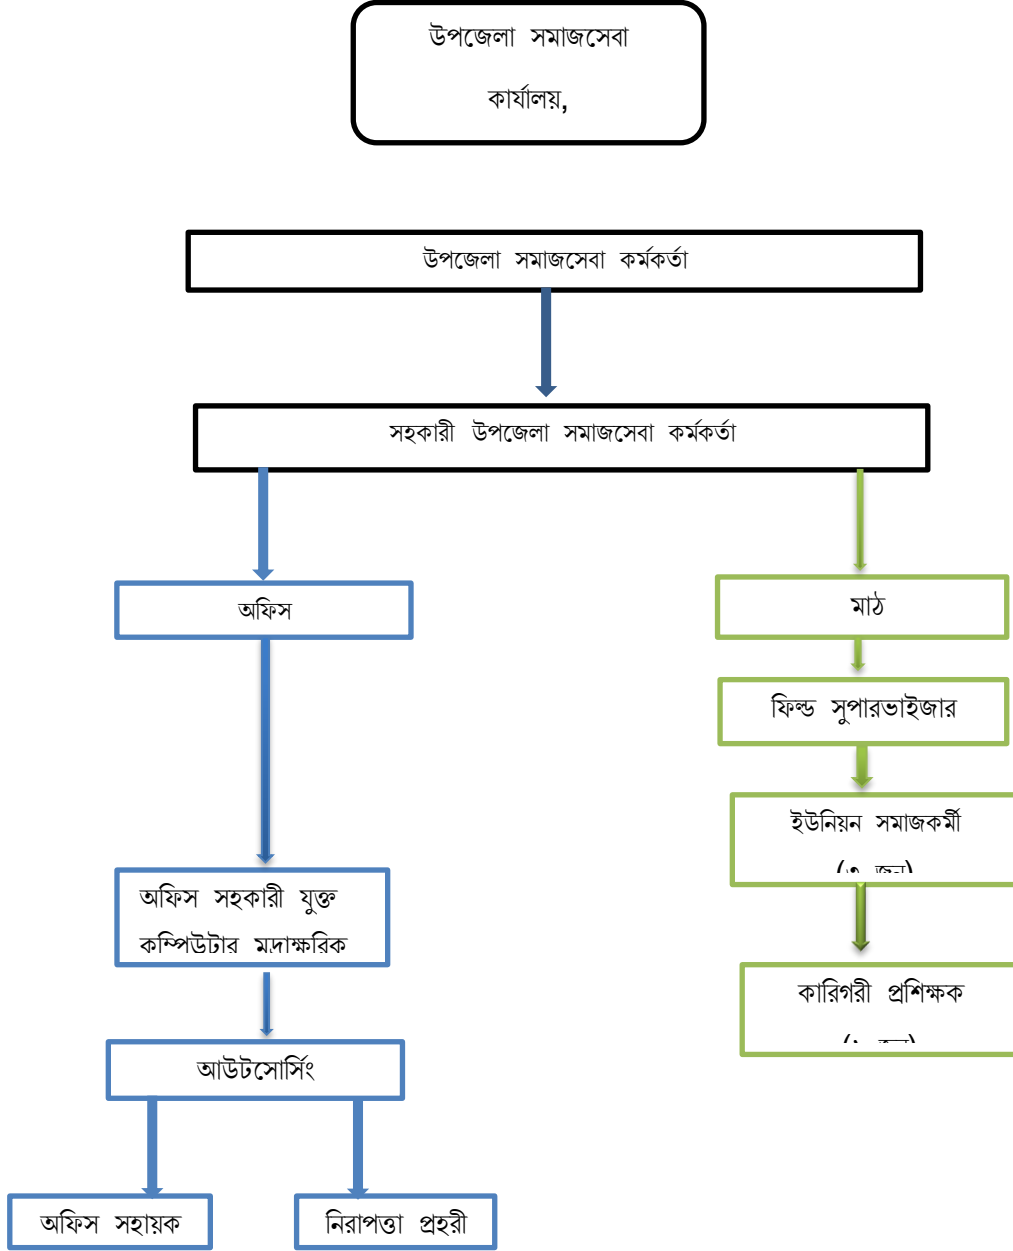 উপজেলা সমাজসেবা
কার্যালয়,
উপজেলা সমাজসেবা কর্মকর্তা
সহকারী উপজেলা সমাজসেবা কর্মকর্তা
অফিস
মাঠ
ফিল্ড সুপারভাইজার
ইউনিয়ন সমাজকর্মী
অফিস সহকারী যুক্ত
কম্পিউটার মুদ্রাক্ষরিক
কারিগরী প্রশিক্ষক
আউটসোর্সিং
অফিস সহায়ক
নিরাপত্তা প্রহরী